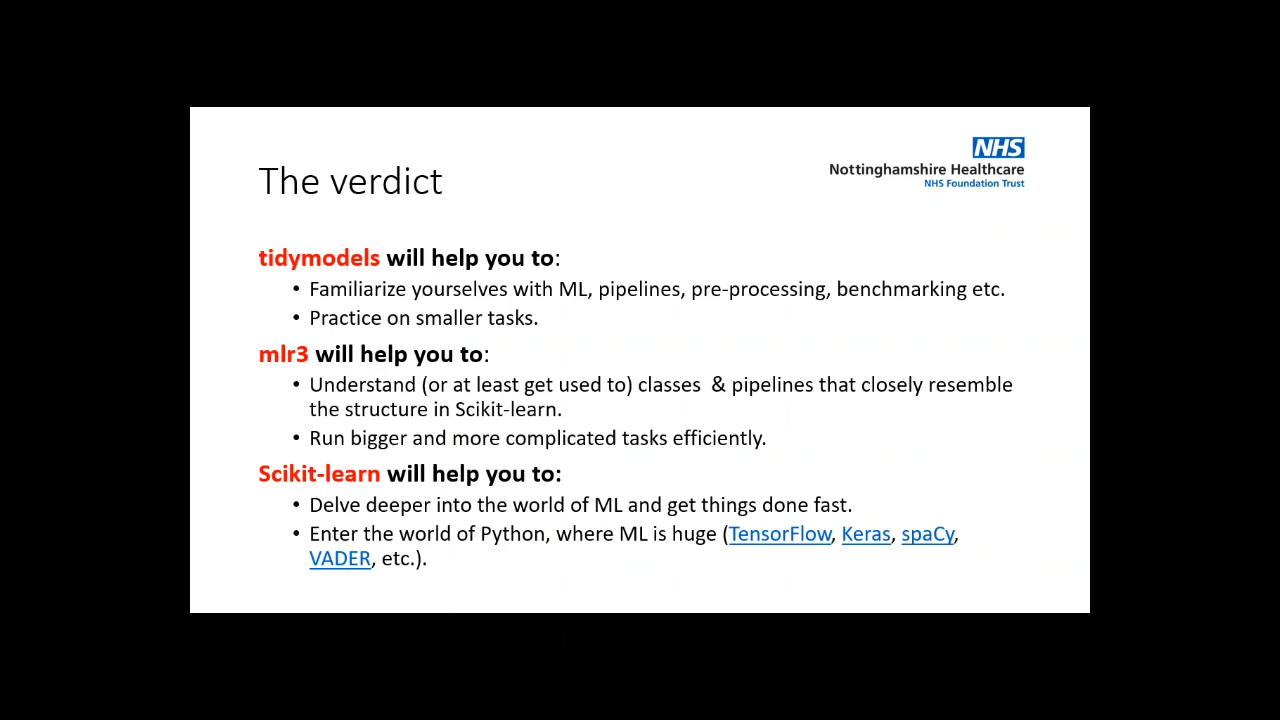 NHS
Nottinghamshire Healthcare
NHS Foundation Trust
The verdict
tidymodels will help you to:
• Familiarize yourselves with ML, pipelines, pre-processing, benchmarking etc.
• Practice on smaller tasks.
mlr3 will help you to:
• Understand (or at least get used to) classes & pipelines that closely resemble
the structure in Scikit-learn.
• Run bigger and more complicated tasks efficiently.
Scikit-learn will help you to:
• Delve deeper into the world of ML and get things done fast.
• Enter the world of Python, where ML is huge (TensorFlow, Keras, spaCy,
VADER, etc.).